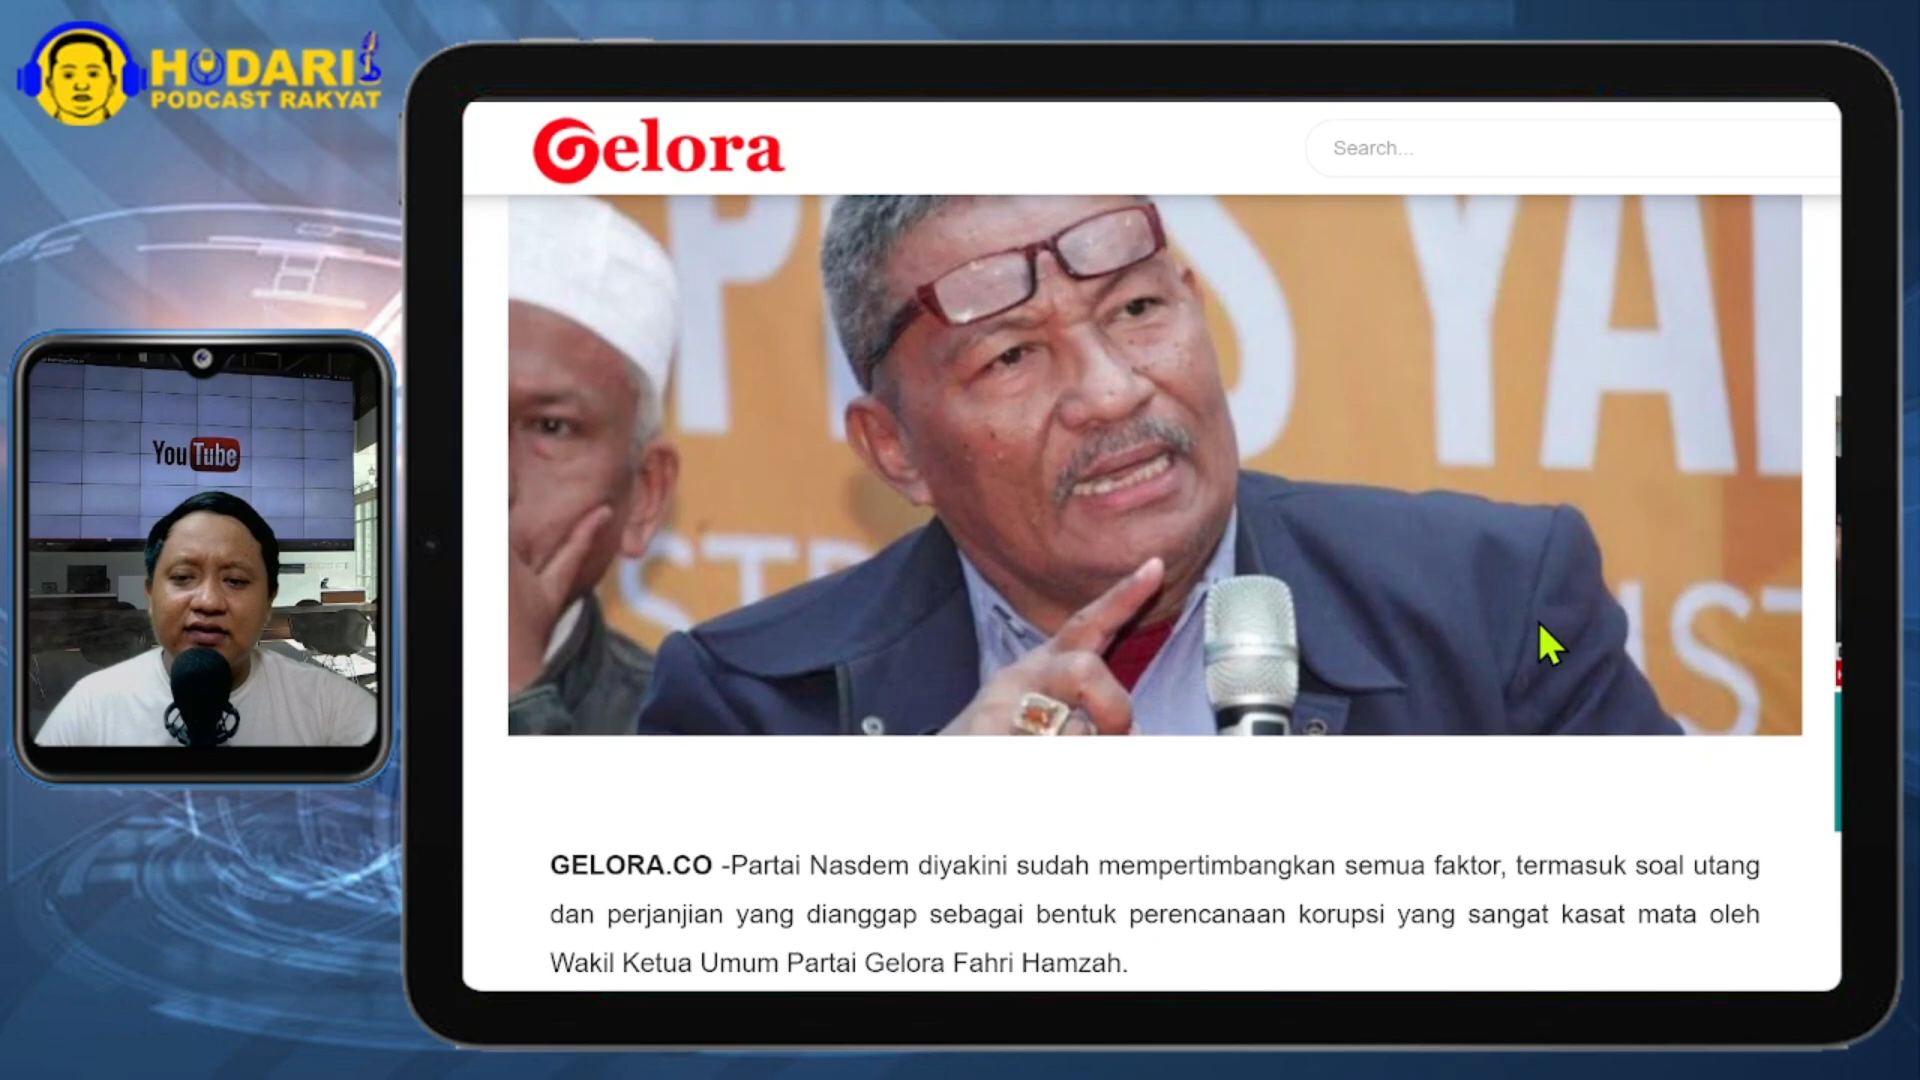 HODARI
PODCAST RAKYAT
Gelora
Search...
YouTube
GELORA.CO -Partai Nasdem diyakini sudah mempertimbangkan semua faktor, termasuk soal utang
dan perjanjian yang dianggap sebagai bentuk perencanaan korupsi yang sangat kasat mata oleh
Wakil Ketua Umum Partai Gelora Fahri Hamzah.